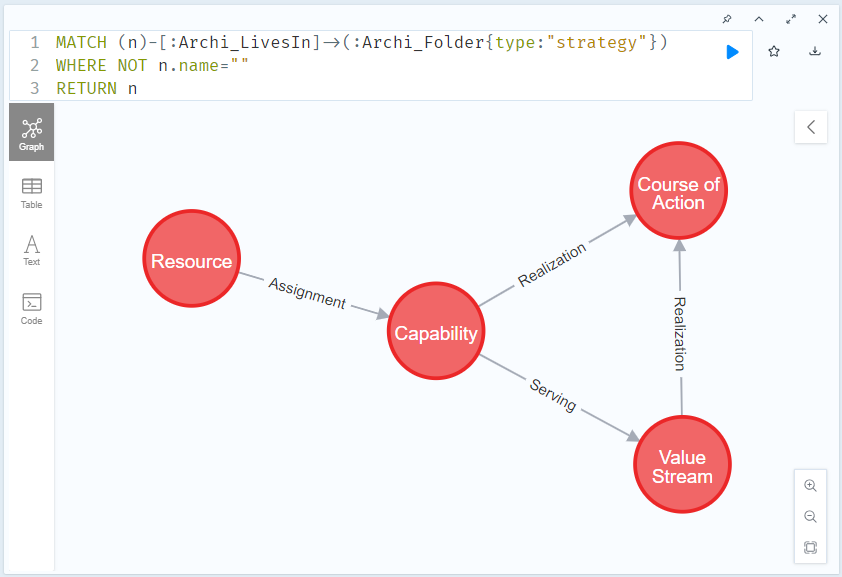 1 MATCH (n)-[:Archi_LivesIn]->(:Archi_Folder{type:"strategy"})
2 WHERE NOT n.name=""
3 RETURN n
Graph
Table
Text
Code
Resource
Assignment
Capability
Realization
Course of
Action
Serving
Realization
Value
Stream